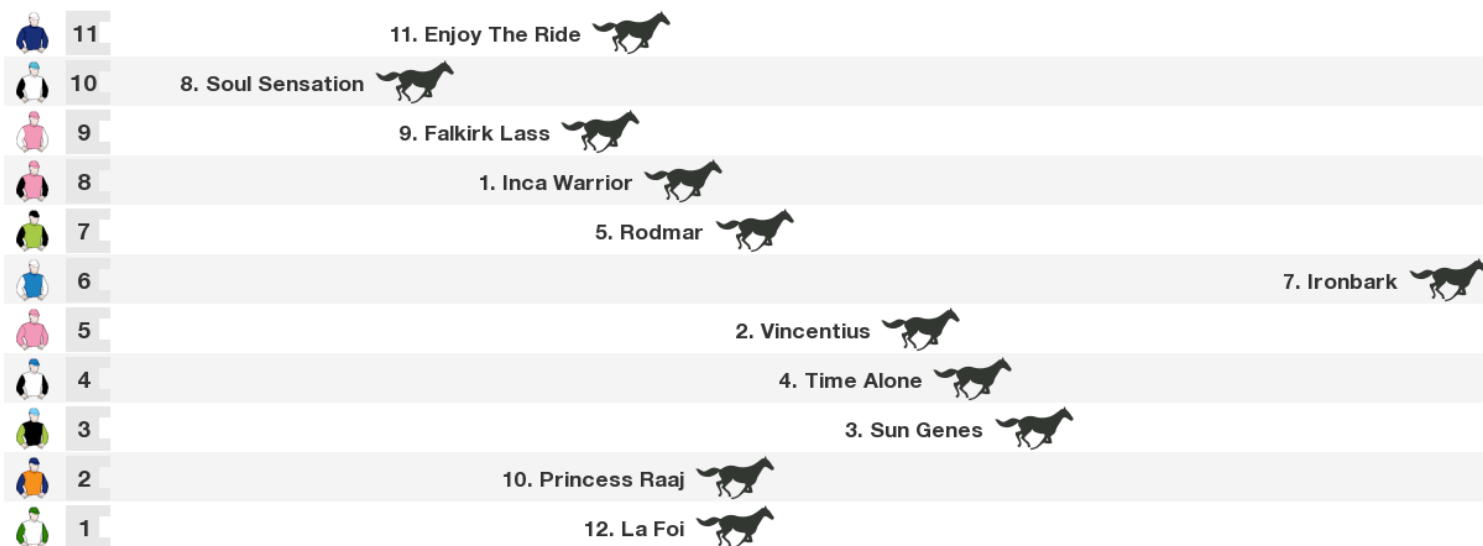 11 11. Enjoy The Ride
10 8. Soul Sensation
9 9. Falkirk Lass
8 1. Inca Warrior
7 5. Rodmar
6 7. Ironbark
5 2. Vincentius
4 4. Time Alone
3 3. Sun Genes
2 10. Princess Raaj
1 12. La Foi